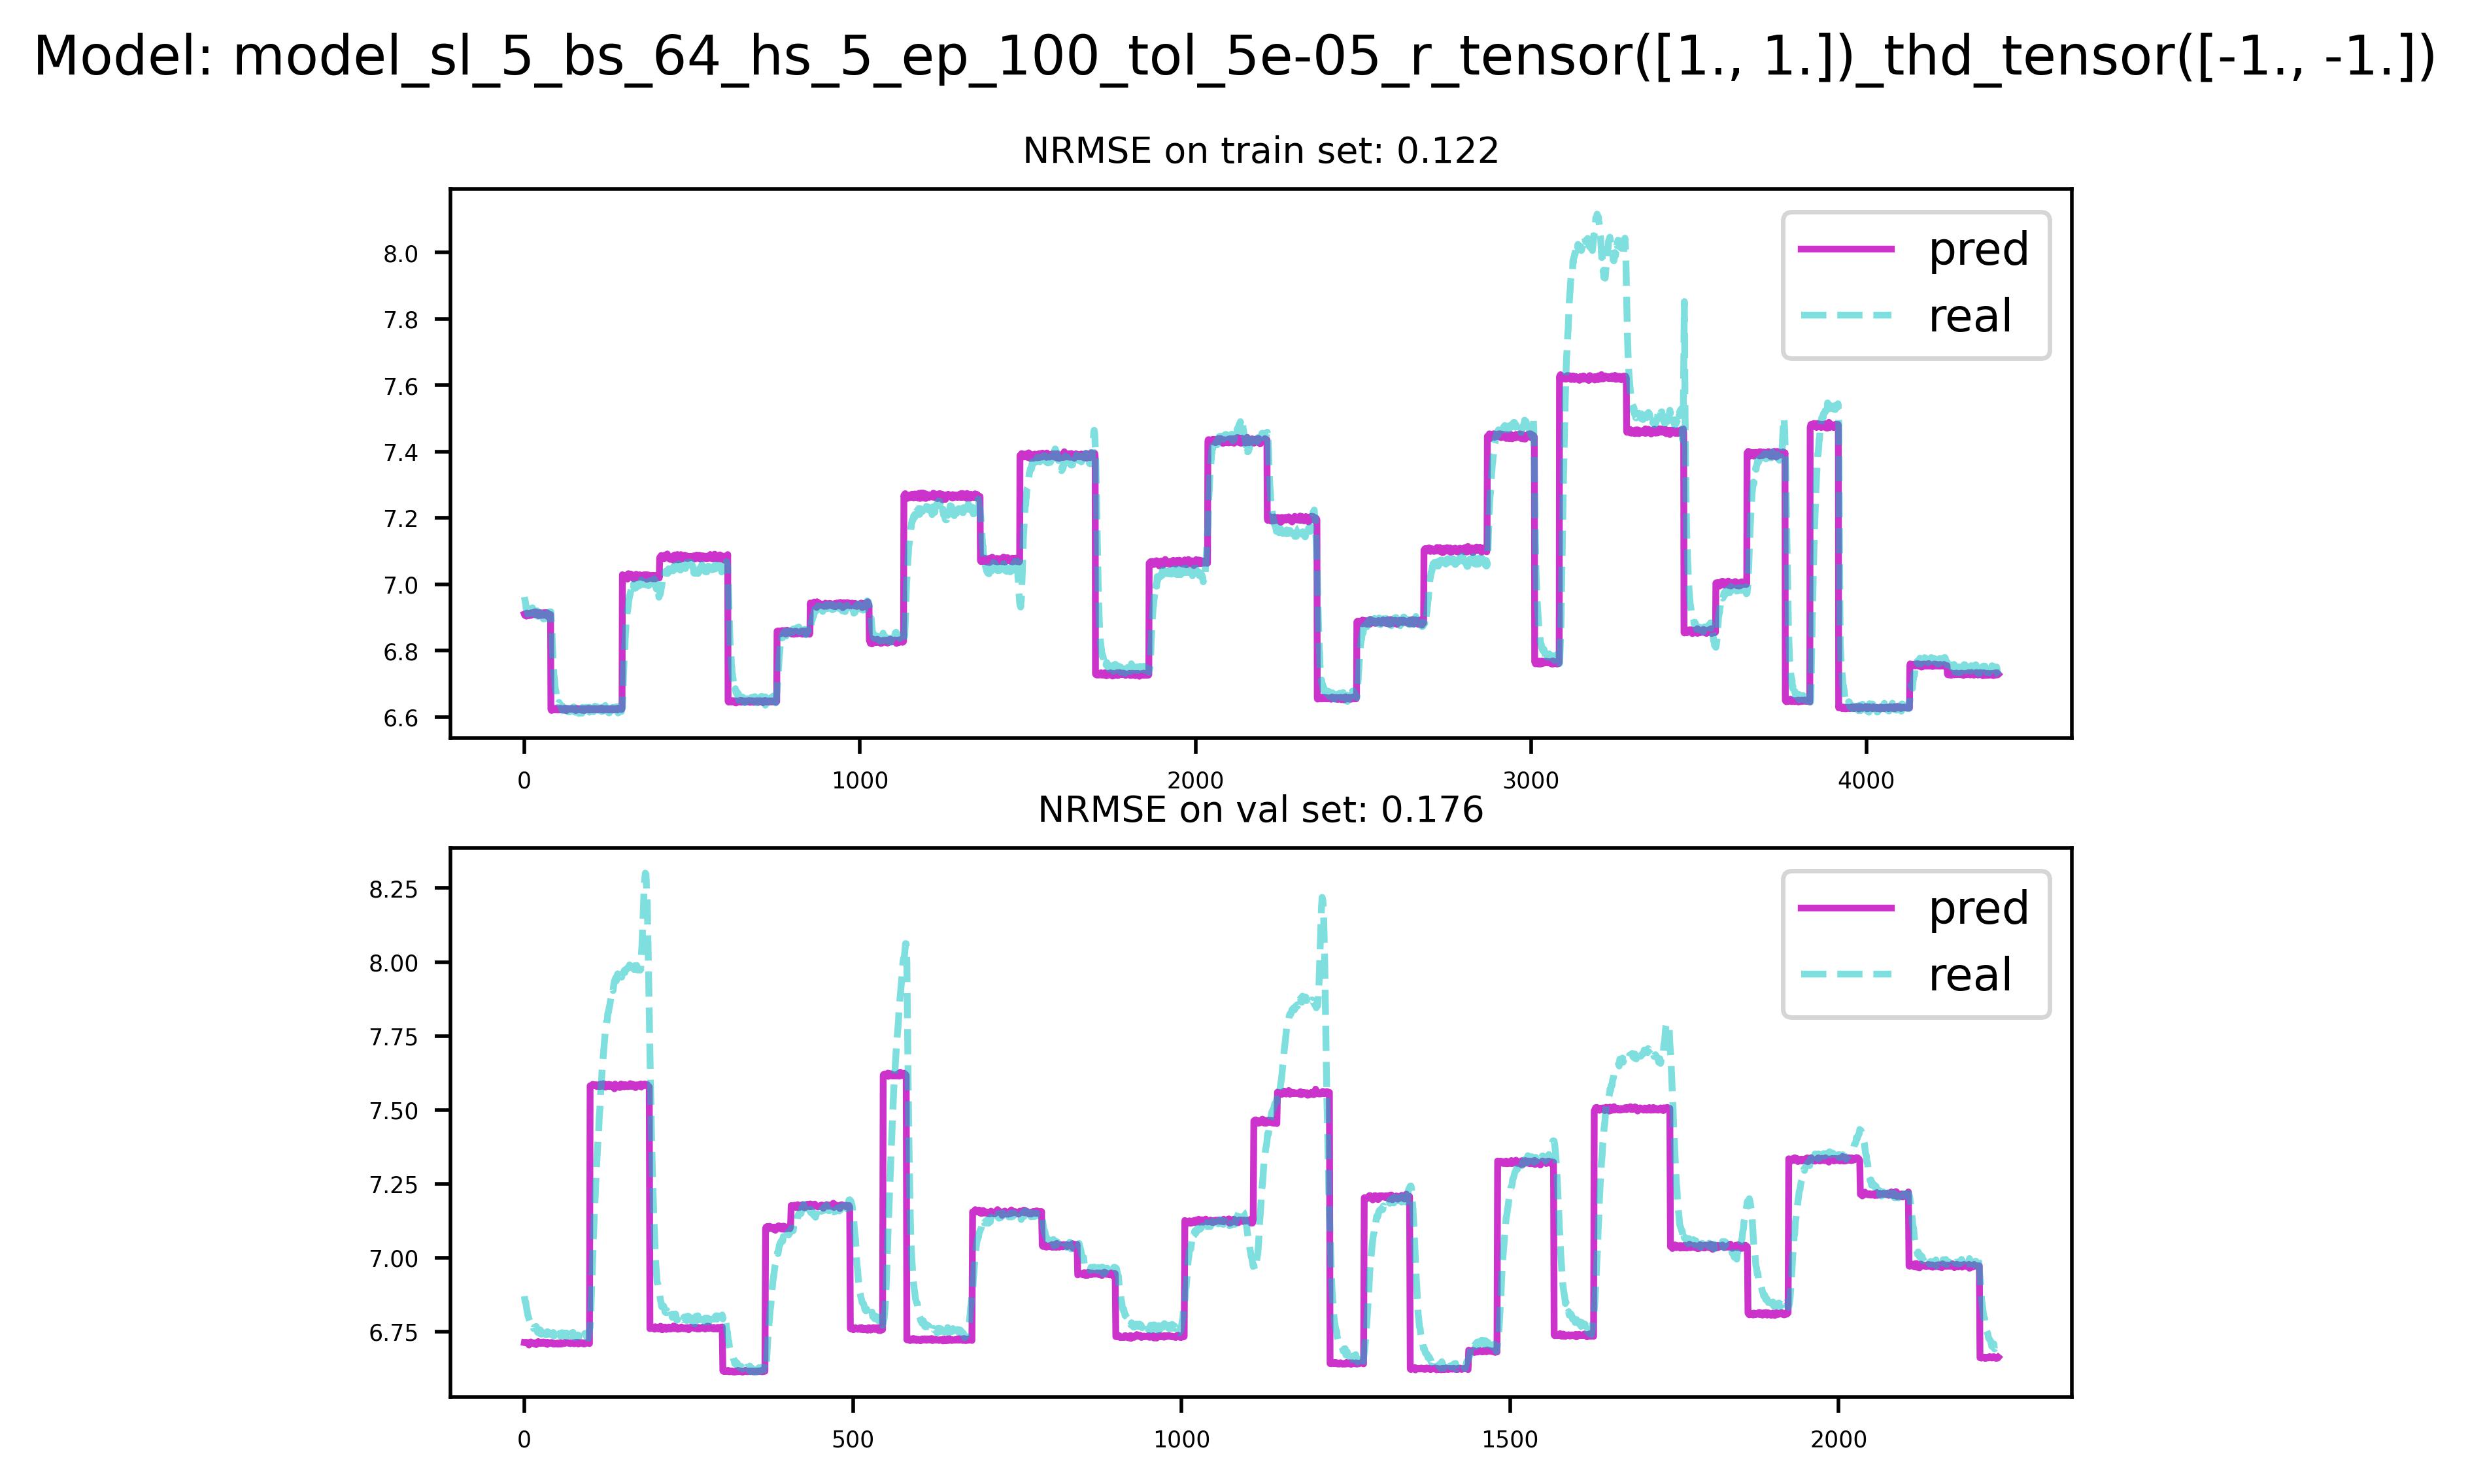 Model: model_sl_5_bs_64_hs_5_ep_100_tol_5e-05_r_tensor([1., 1.])_thd_tensor([-1., -1.])
NRMSE on train set: 0.122
8.0
7.8
7.6
7.4
7.2
7.0
6.8
6.6
pred
real
0 1000 2000 3000 4000
NRMSE on val set: 0.176
8.25
8.00
7.75
7.50
7.25
7.00
6.75
pred
real
0 500 1000 1500 2000